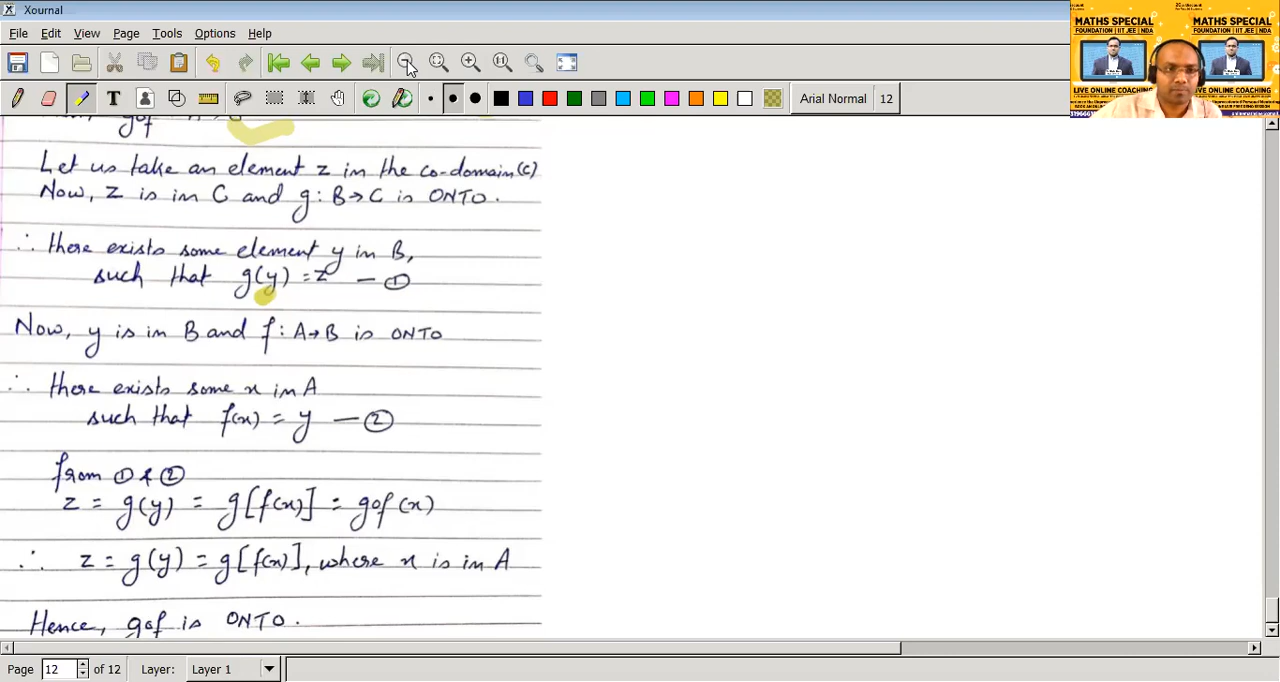 Xournal
File Edit View Page Tools Options Help
Arial Normal 12
MATHS SPECIAL
FOUNDATION | IIT JEE | NDA
LIVE ONLINE COACHING
MATHS SPECIAL
FOUNDATION | IIT JEE | NDA
LIVE ONLINE COACHING
gof
Let us take an element z in the co-domain(C)
Now, z is in C and g : B→C is ONTO.
∴ there exists some element y in B,
such that g(y) = z — ①
Now, y is in B and f : A→B is ONTO
∴ there exists some x in A
such that f(x) = y — ②
from ① & ②
z = g(y) = g[f(x)] = gof(x)
∴ z = g(y) = g[f(x)], where x is in A
Hence, gof is ONTO.
Page 12 of 12 Layer: Layer 1